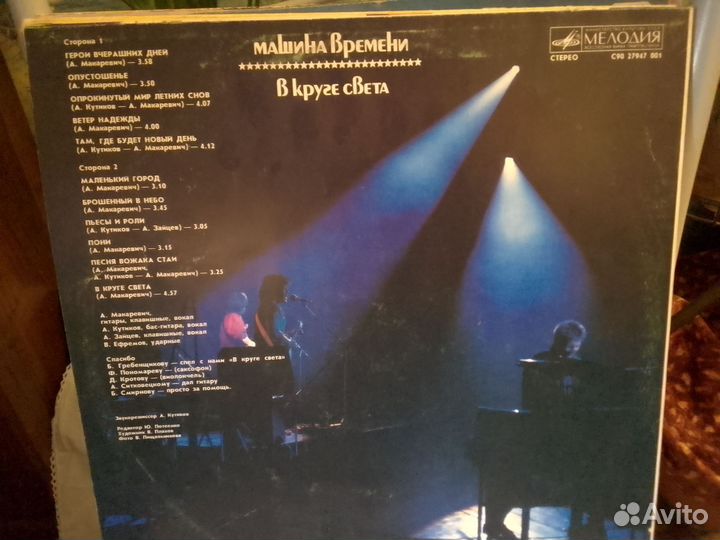 Сторона 1
ГЕРОИ ВЧЕРАШНИХ ДНЕЙ
(А. Макаревич) — 3.58
ОПУСТОШЕНЬЕ
(А. Макаревич) — 3.50
ОПРОКИНУТЫЙ МИР ЛЕТНИХ СНОВ
(А. Кутиков — А. Макаревич) — 4.07
ВЕТЕР НАДЕЖДЫ
(А. Макаревич) — 4.00
ТАМ, ГДЕ БУДЕТ НОВЫЙ ДЕНЬ
(А. Кутиков — А. Макаревич) — 4.12
Сторона 2
МАЛЕНЬКИЙ ГОРОД
(А. Макаревич) — 3.10
БРОШЕННЫЙ В НЕБО
(А. Макаревич) — 3.45
ПЬЕСЫ И РОЛИ
(А. Кутиков — А. Зайцев) — 3.05
ПОНИ
(А. Макаревич) — 3.15
ПЕСНЯ ВОЖАКА СТАИ
(А. Макаревич,
А. Кутиков — А. Макаревич) — 3.25
В КРУГЕ СВЕТА
(А. Макаревич) — 4.57
А. Макаревич,
гитары, клавишные, вокал
А. Кутиков, бас-гитара, вокал
А. Зайцев, клавишные, вокал
В. Ефремов, ударные
Спасибо
Б. Гребенщикову — спел с нами «В круге света»
Ф. Пономареву — (саксофон)
Д. Кротову — (виолончель)
А. Ситковецкому — дал гитару
Б. Смирнову — просто за помощь.
Звукорежиссер А. Кутиков
Редактор Ю. Потеенко
Художник В.
Фото В.
машина времени
В круге света
МЕЛОДИЯ
СТЕРЕО С90 27947 001
Avito